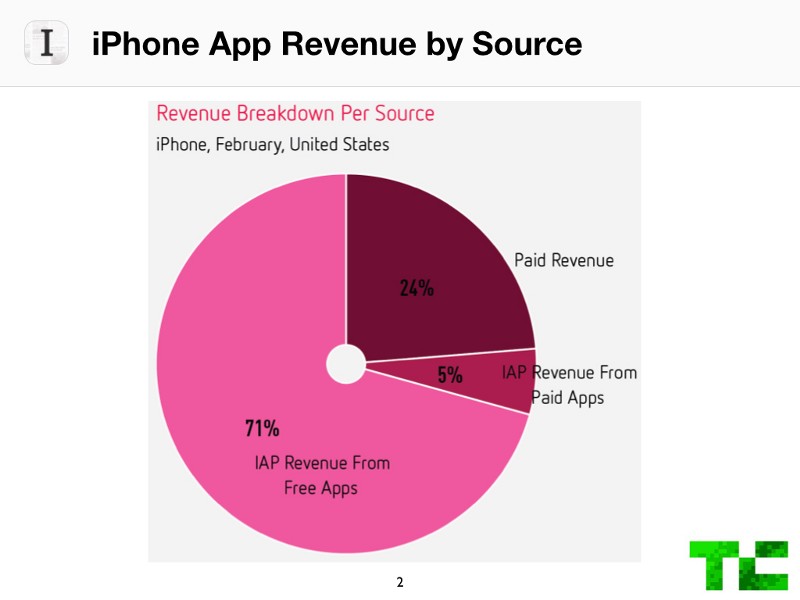 I
iPhone App Revenue by Source
Revenue Breakdown Per Source
iPhone, February, United States
Paid Revenue
24%
IAP Revenue From
Paid Apps
5%
71%
IAP Revenue From
Free Apps
TC
2